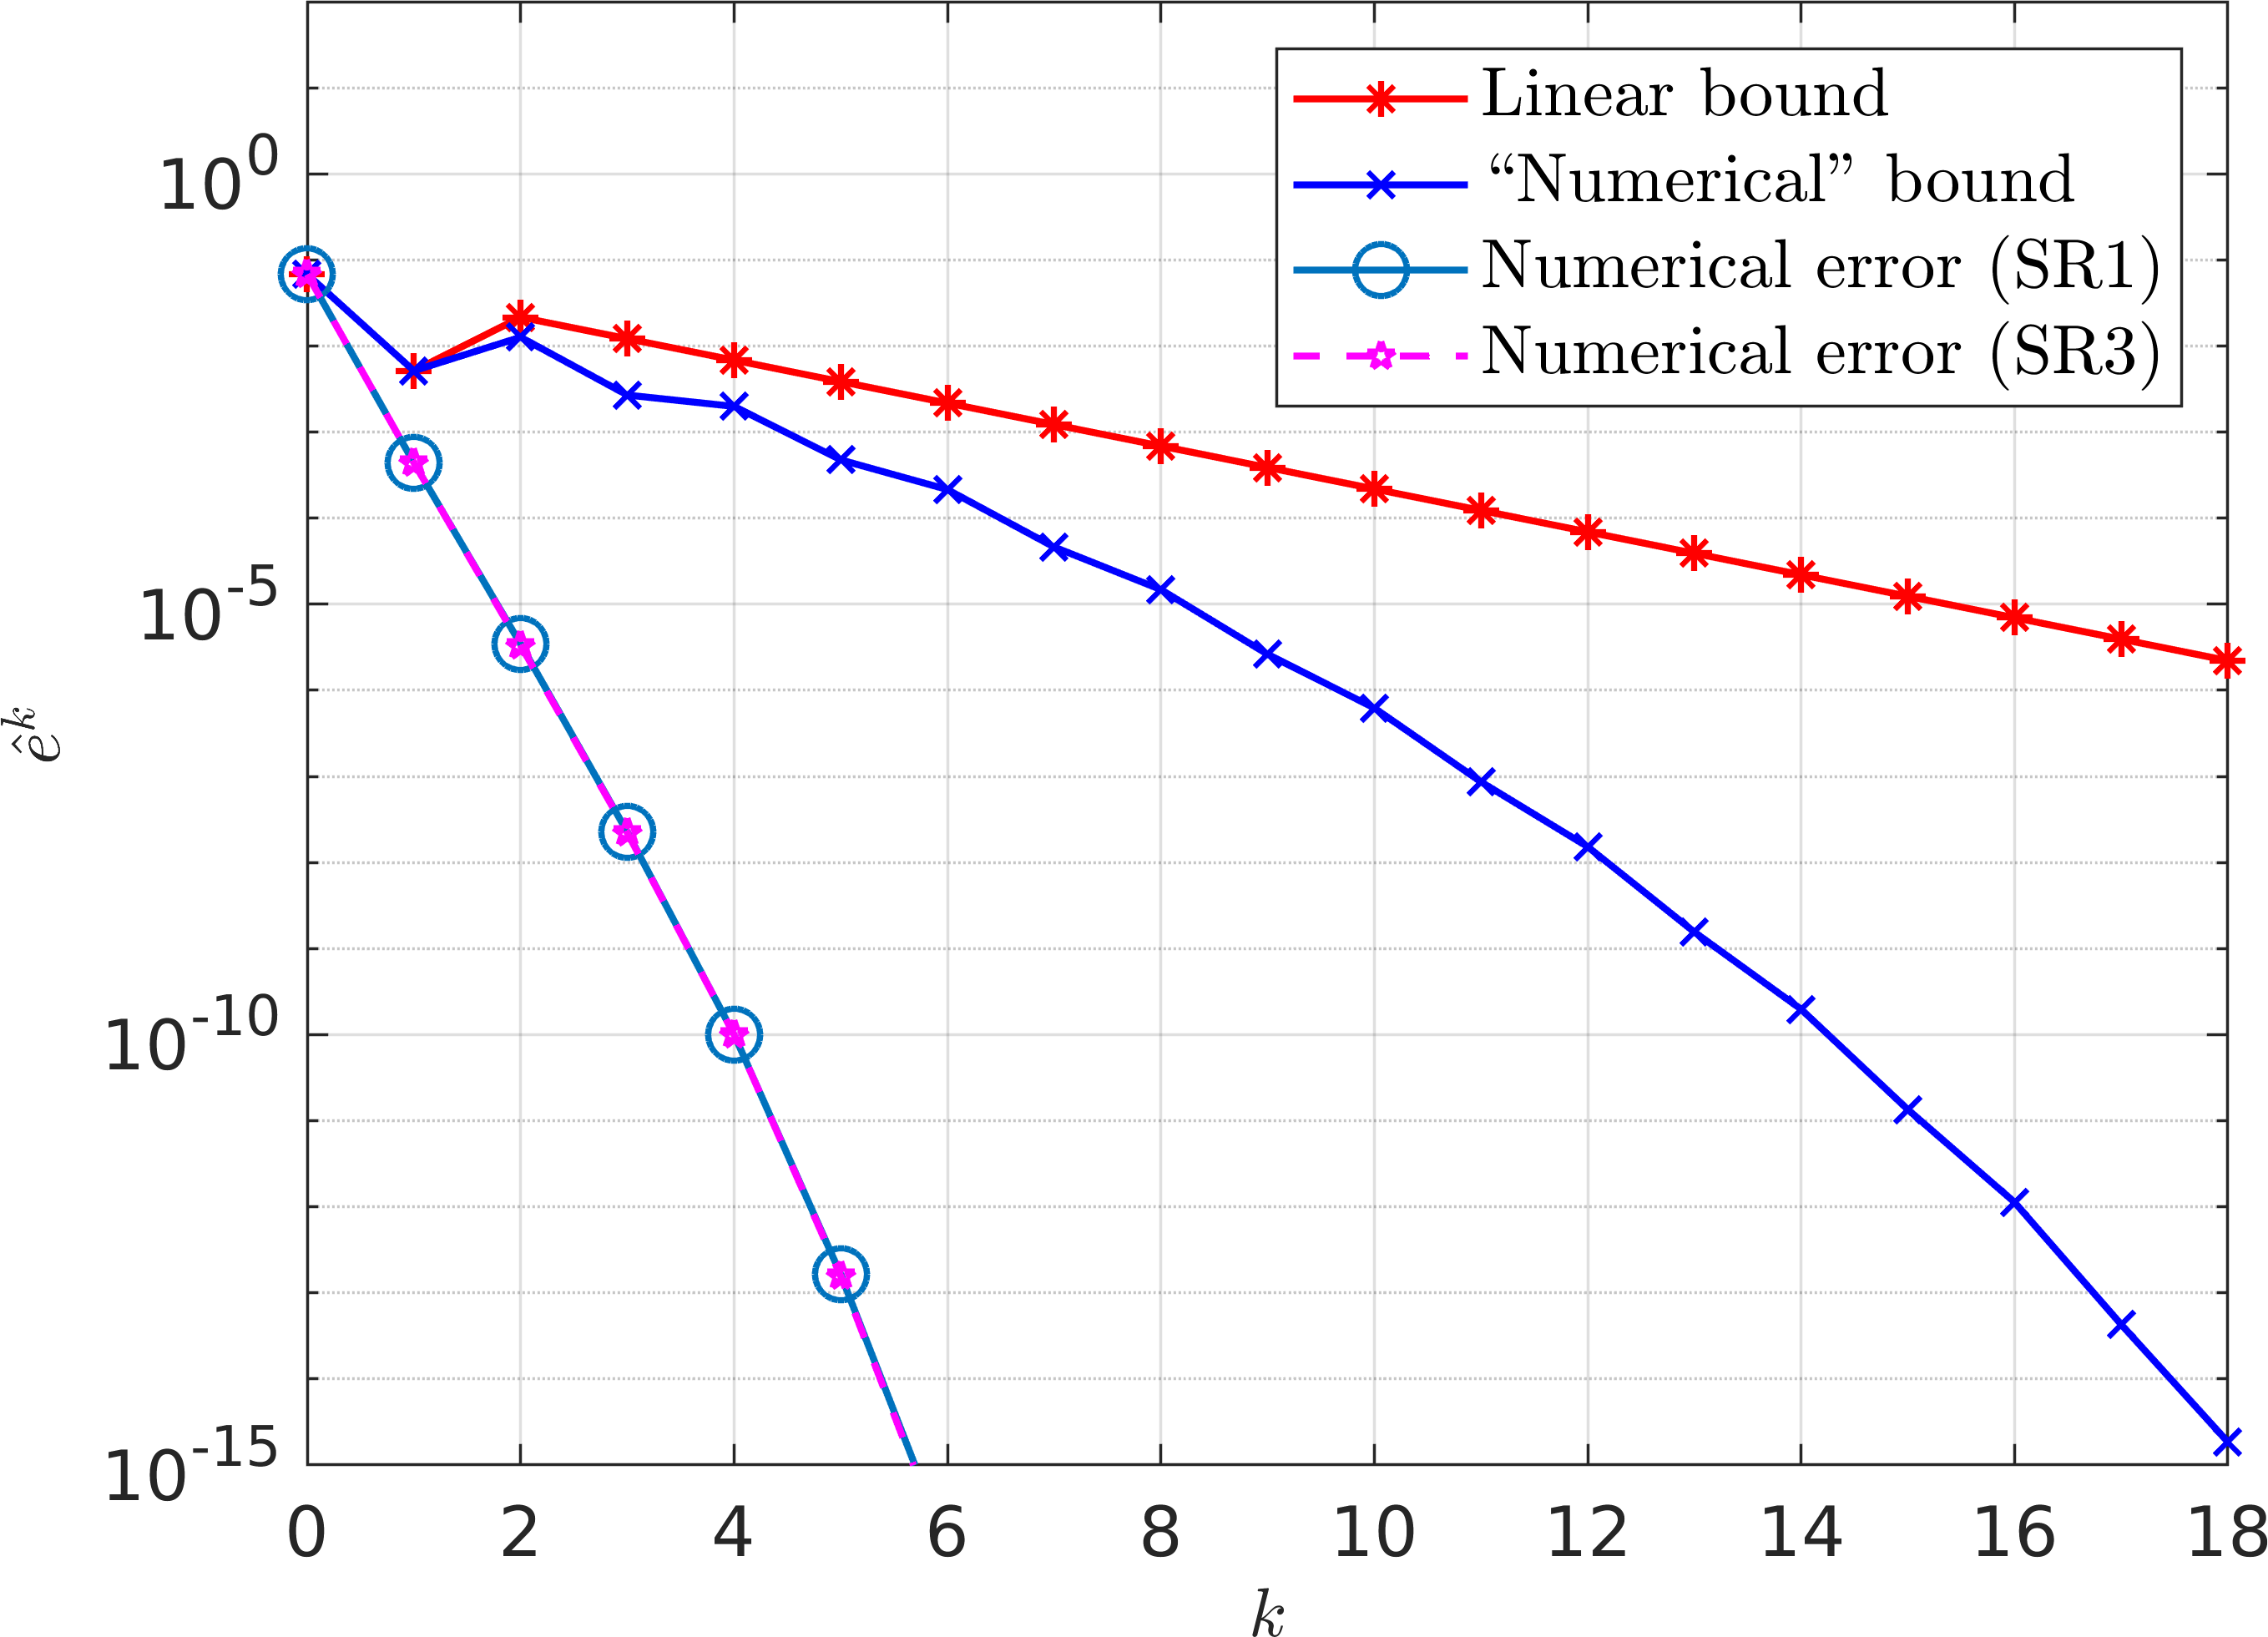 Linear bound
“Numerical” bound
Numerical error (SR1)
Numerical error (SR3)
10^0
10^-5
10^-10
10^-15
ê^k
0 2 4 6 8 10 12 14 16 18
k